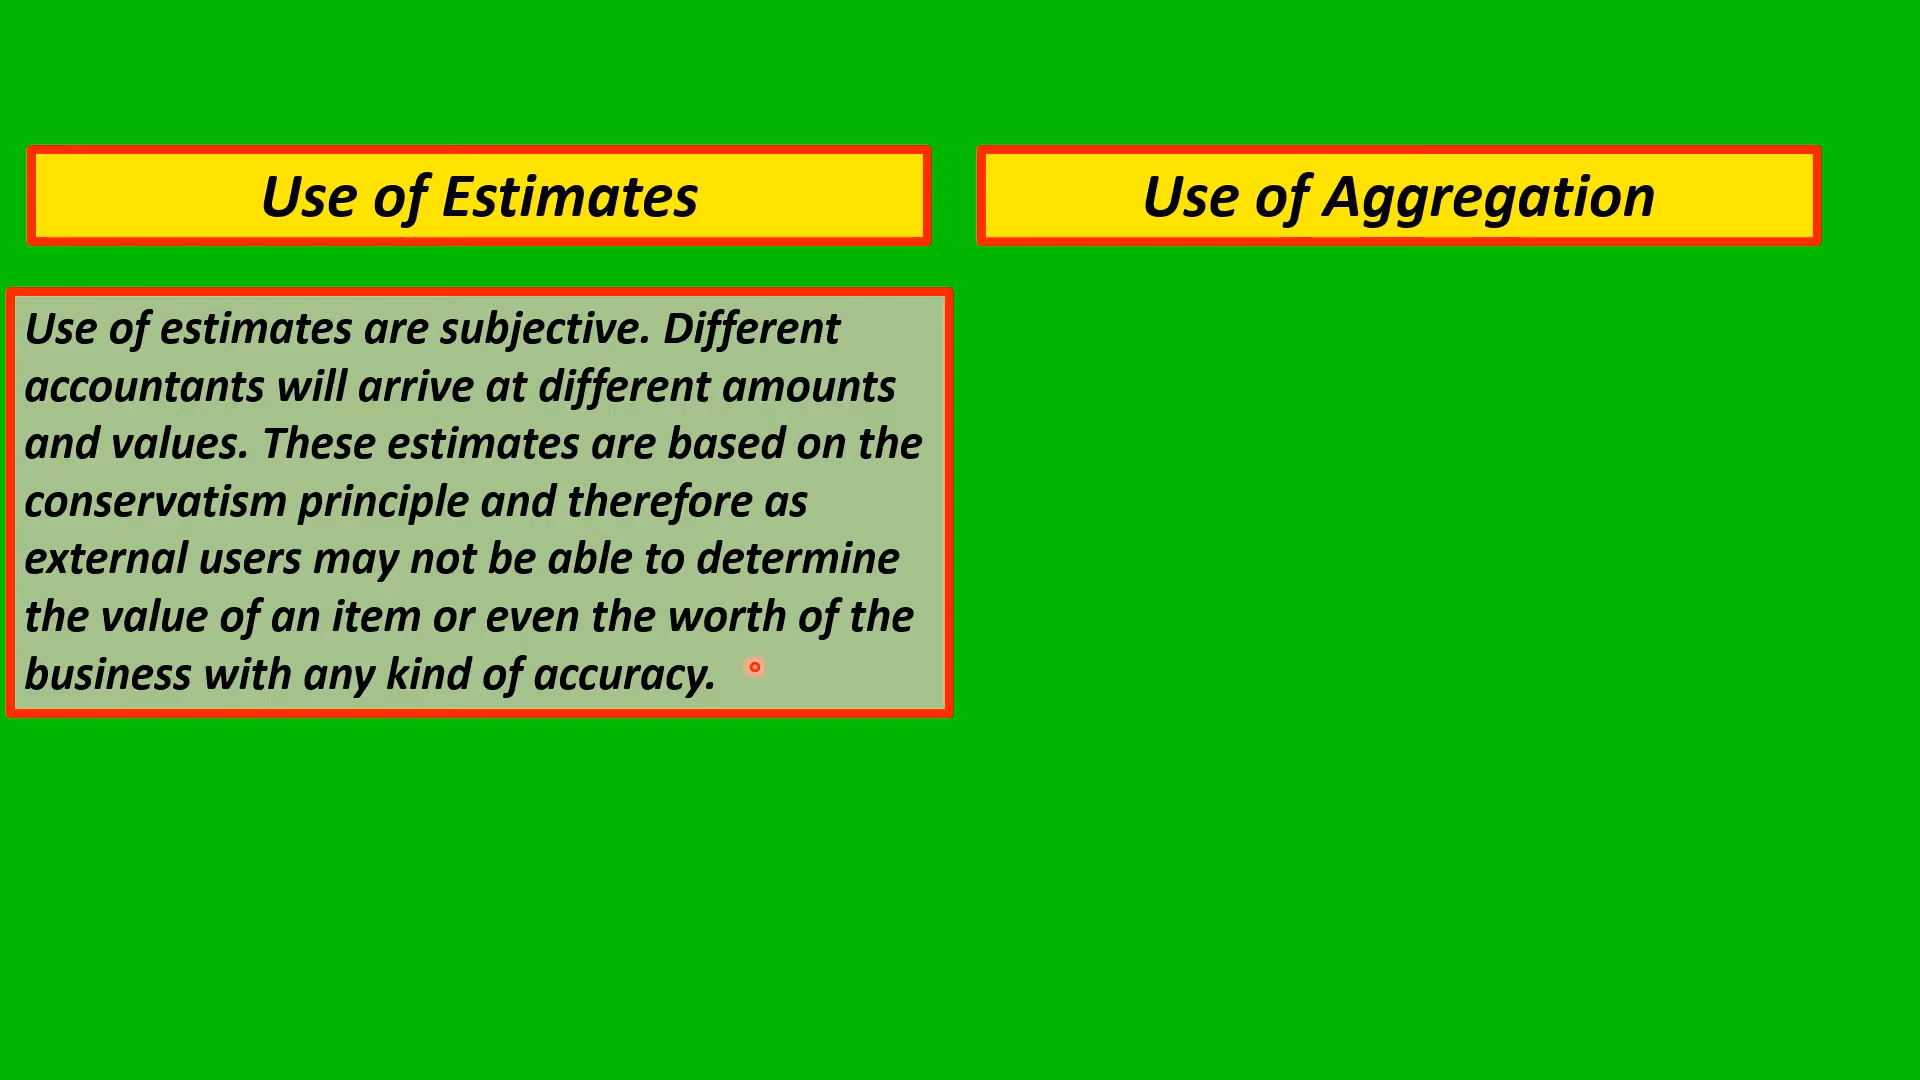 Use of Estimates
Use of Aggregation
Use of estimates are subjective. Different
accountants will arrive at different amounts
and values. These estimates are based on the
conservatism principle and therefore as
external users may not be able to determine
the value of an item or even the worth of the
business with any kind of accuracy.